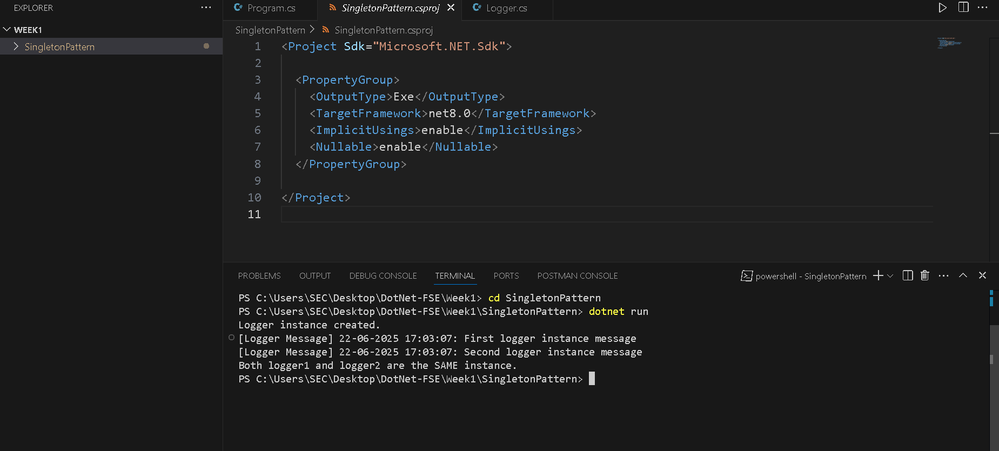 EXPLORER
WEEK1
SingletonPattern
Program.cs
SingletonPattern.csproj
Logger.cs
SingletonPattern > SingletonPattern.csproj
1 <Project Sdk="Microsoft.NET.Sdk">
2
3 <PropertyGroup>
4 <OutputType>Exe</OutputType>
5 <TargetFramework>net8.0</TargetFramework>
6 <ImplicitUsings>enable</ImplicitUsings>
7 <Nullable>enable</Nullable>
8 </PropertyGroup>
9
10 </Project>
11
PROBLEMS OUTPUT DEBUG CONSOLE TERMINAL PORTS POSTMAN CONSOLE
powershell - SingletonPattern
PS C:\Users\SEC\Desktop\DotNet-FSE\Week1> cd SingletonPattern
PS C:\Users\SEC\Desktop\DotNet-FSE\Week1\SingletonPattern> dotnet run
Logger instance created.
[Logger Message] 22-06-2025 17:03:07: First logger instance message
[Logger Message] 22-06-2025 17:03:07: Second logger instance message
Both logger1 and logger2 are the SAME instance.
PS C:\Users\SEC\Desktop\DotNet-FSE\Week1\SingletonPattern>